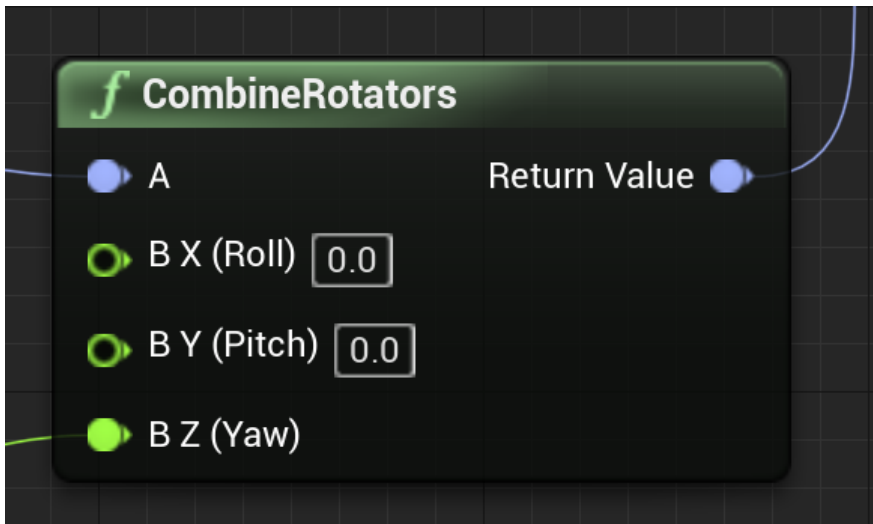 f CombineRotators
A Return Value
B X (Roll) 0.0
B Y (Pitch) 0.0
B Z (Yaw)